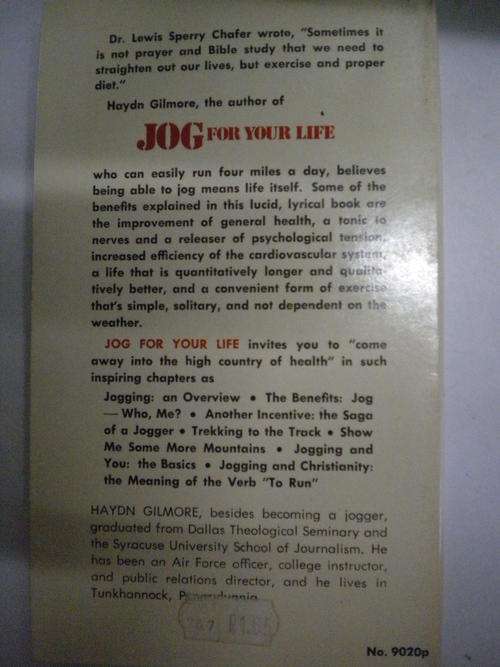 Dr. Lewis Sperry Chafer wrote, "Sometimes it
is not prayer and Bible study that we need to
straighten out our lives, but exercise and proper
diet."
Haydn Gilmore, the author of
JOG FOR YOUR LIFE
who can easily run four miles a day, believes
being able to jog means life itself. Some of the
benefits explained in this lucid, lyrical book are
the improvement of general health, a tonic to
nerves and a releaser of psychological tension,
increased efficiency of the cardiovascular system,
a life that is quantitatively longer and qualita-
tively better, and a convenient form of exercise
that's simple, solitary, and not dependent on the
weather.
JOG FOR YOUR LIFE invites you to "come
away into the high country of health" in such
inspiring chapters as
Jogging: an Overview • The Benefits: Jog
— Who, Me? • Another Incentive: the Saga
of a Jogger • Trekking to the Track • Show
Me Some More Mountains • Jogging and
You: the Basics • Jogging and Christianity:
the Meaning of the Verb "To Run"
HAYDN GILMORE, besides becoming a jogger,
graduated from Dallas Theological Seminary and
the Syracuse University School of Journalism. He
has been an Air Force officer, college instructor,
and public relations director, and he lives in
Tunkhannock, Pennsylvania.
No. 9020p